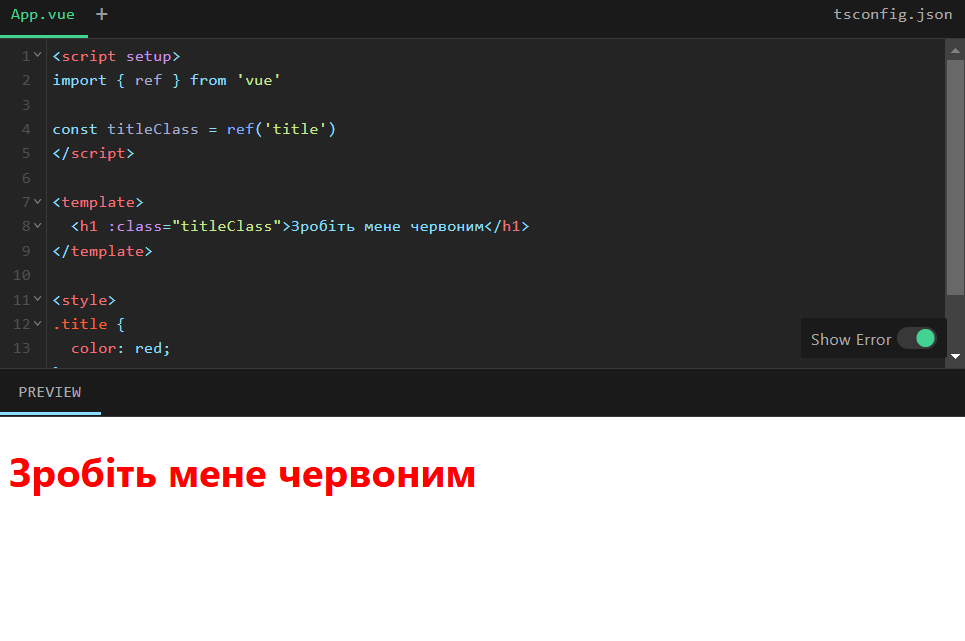 App.vue + tsconfig.json
1 <script setup>
2 import { ref } from 'vue'
3
4 const titleClass = ref('title')
5 </script>
6
7 <template>
8   <h1 :class="titleClass">Зробіть мене червоним</h1>
9 </template>
10
11 <style>
12 .title {
13   color: red;
Show Error
PREVIEW
Зробіть мене червоним